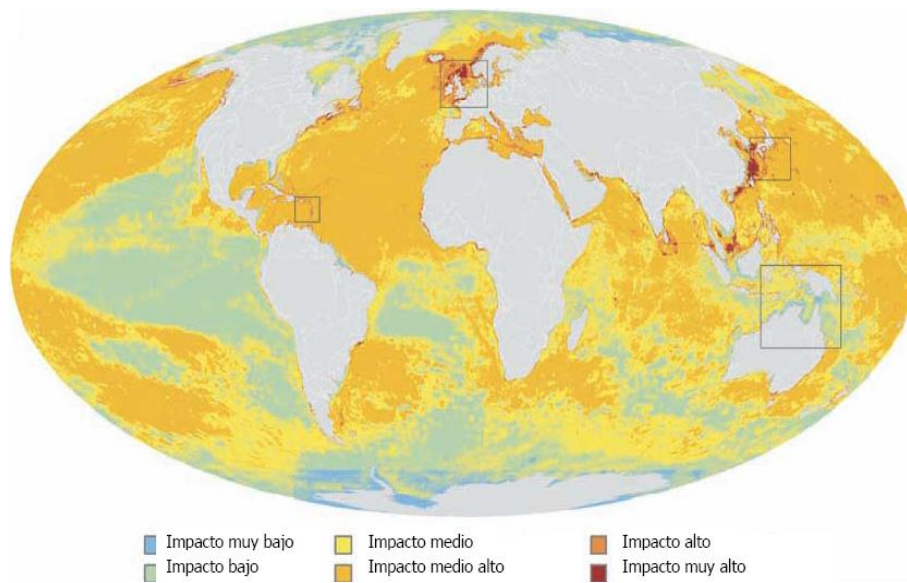 Impacto muy bajo
Impacto medio
Impacto alto
Impacto bajo
Impacto medio alto
Impacto muy alto